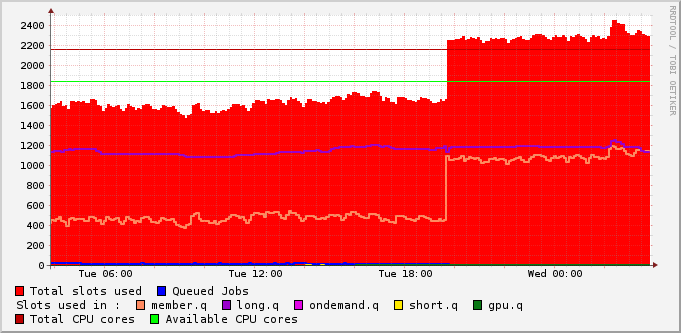 2400
2200
2000
1800
1600
1400
1200
1000
800
600
400
200
0
Tue 06:00 Tue 12:00 Tue 18:00 Wed 00:00
RRDTOOL / TOBI OETIKER
Total slots used Queued Jobs
Slots used in : member.q long.q ondemand.q short.q gpu.q
Total CPU cores Available CPU cores